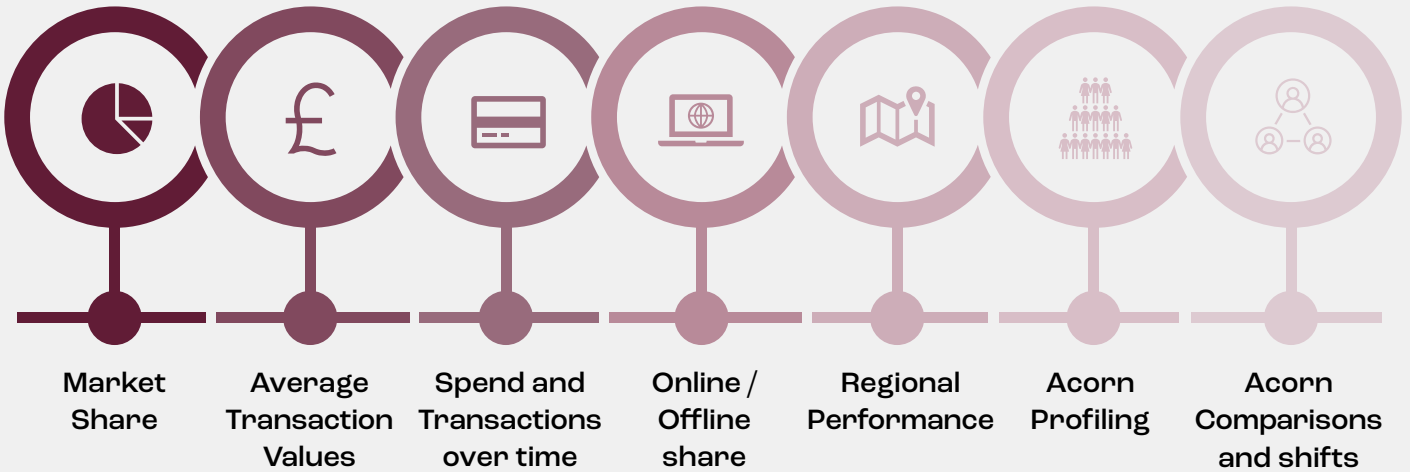 Market
Share
Average
Transaction
Values
Spend and
Transactions
over time
Online /
Offline
share
Regional
Performance
Acorn
Profiling
Acorn
Comparisons
and shifts